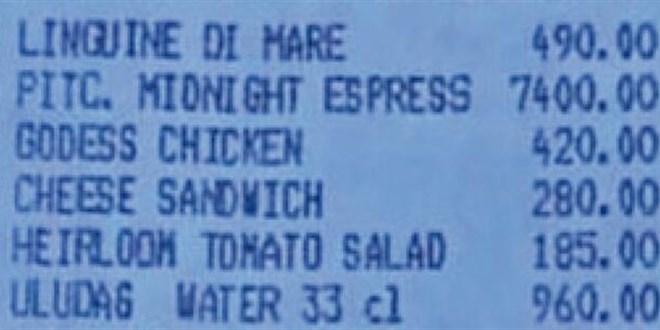 LINGUINE DI MARE 490.00
PITC. MIDNIGHT ESPRESS 7400.00
GODESS CHICKEN 420.00
CHEESE SANDWICH 280.00
HEIRLOOM TOMATO SALAD 185.00
ULUDAG WATER 33 cl 960.00